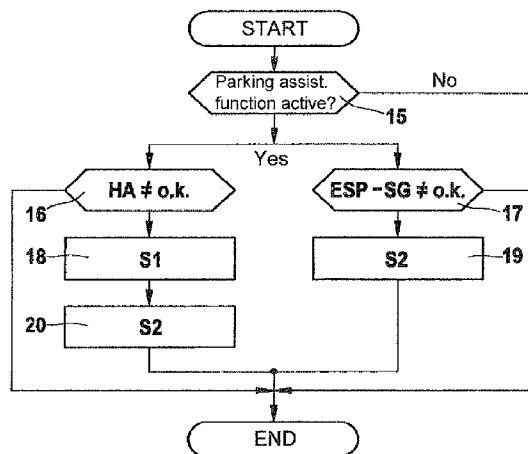 START
Parking assist.
function active?
No
15
Yes
HA ≠ o.k.
ESP-SG ≠ o.k.
16
17
18
S1
S2
19
20
S2
END